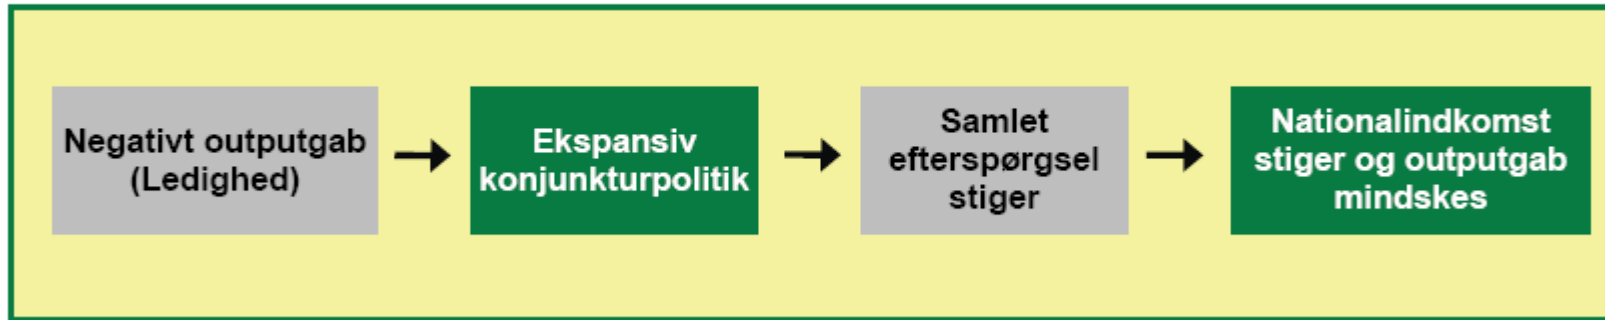 Negativt outputgab
(Ledighed)
Ekspansiv
konjunkturpolitik
Samlet
efterspørgsel
stiger
Nationalindkomst
stiger og outputgab
mindskes